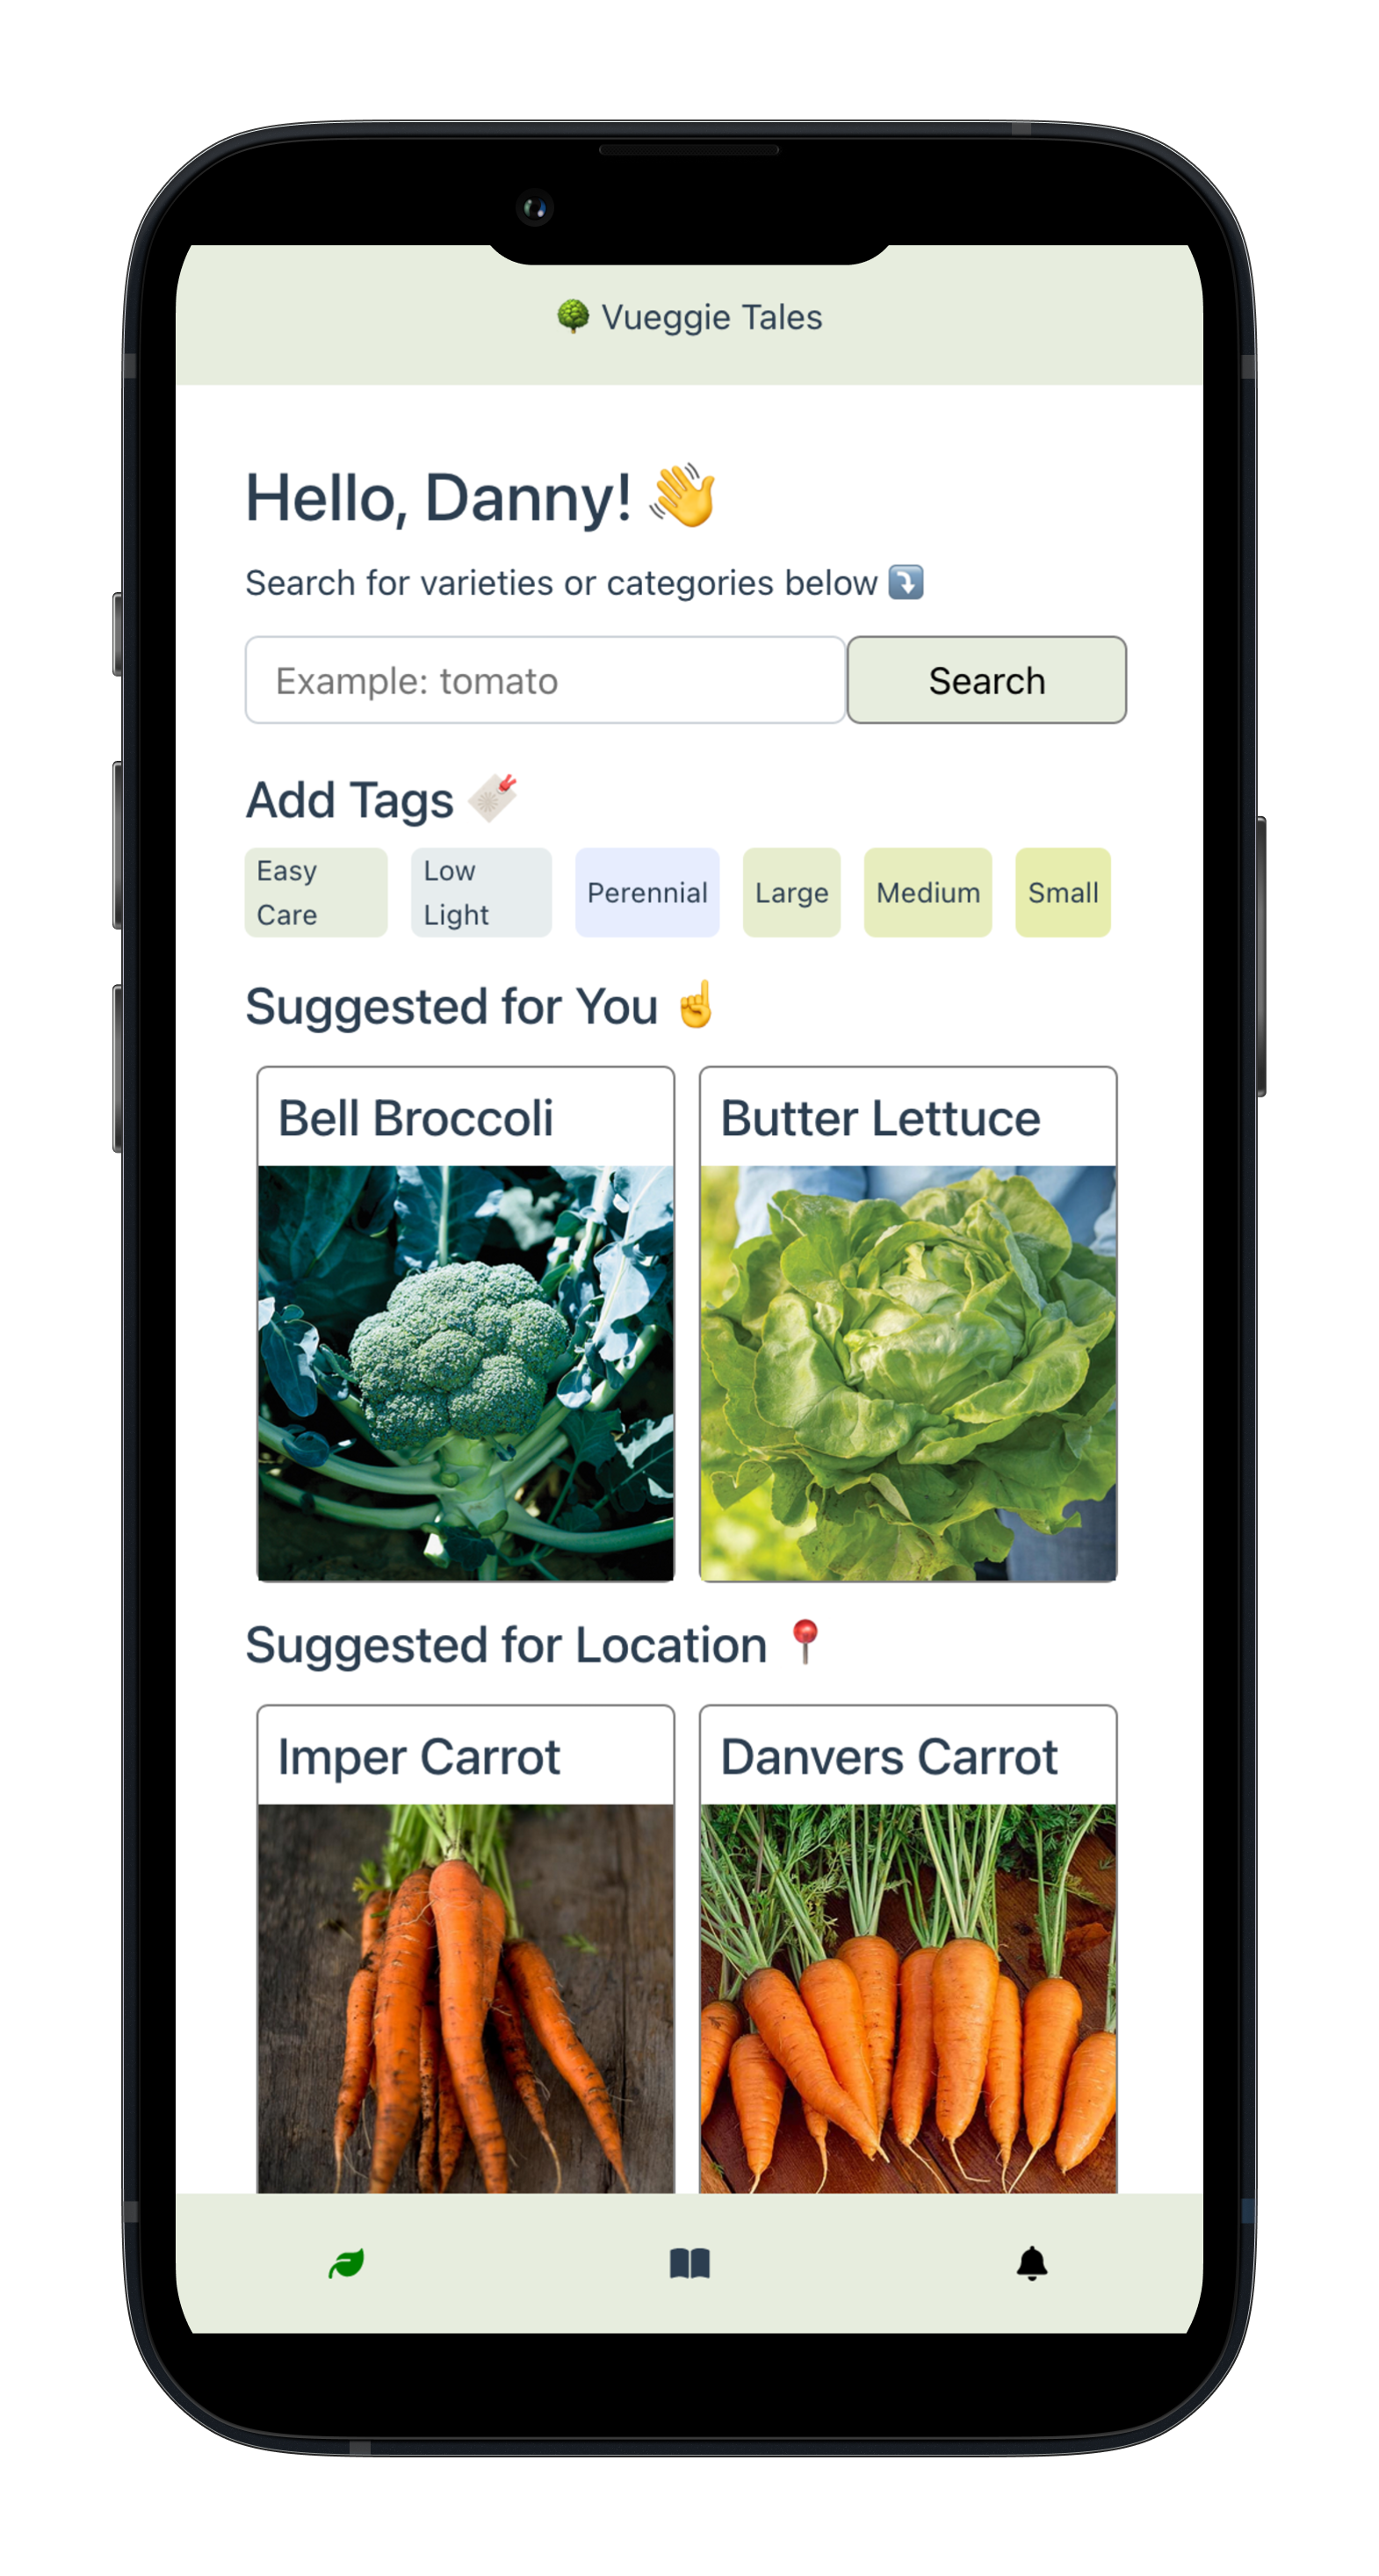 Vueggie Tales
Hello, Danny!
Search for varieties or categories below
Example: tomato
Search
Add Tags
Easy Care
Low Light
Perennial
Large
Medium
Small
Suggested for You
Bell Broccoli
Butter Lettuce
Suggested for Location
Imper Carrot
Danvers Carrot